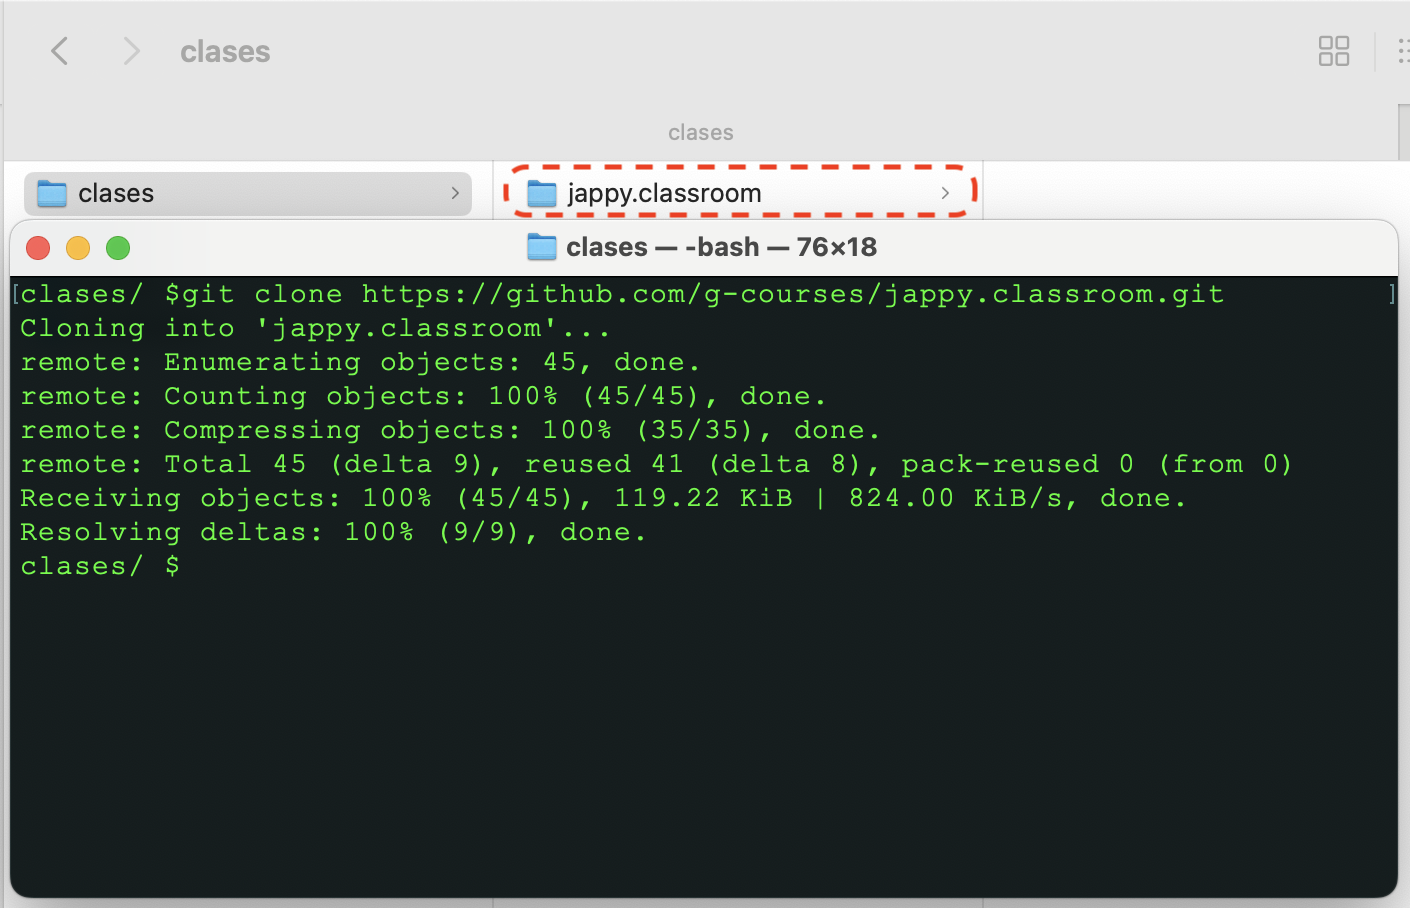 clases
clases
clases
jappy.classroom
clases — -bash — 76×18
[clases/ $git clone https://github.com/g-courses/jappy.classroom.git ]
Cloning into 'jappy.classroom'...
remote: Enumerating objects: 45, done.
remote: Counting objects: 100% (45/45), done.
remote: Compressing objects: 100% (35/35), done.
remote: Total 45 (delta 9), reused 41 (delta 8), pack-reused 0 (from 0)
Receiving objects: 100% (45/45), 119.22 KiB | 824.00 KiB/s, done.
Resolving deltas: 100% (9/9), done.
clases/ $